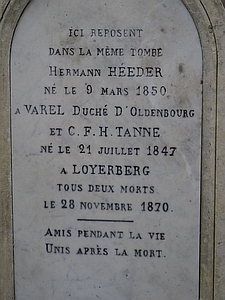 ICI REPOSENT
DANS LA MÊME TOMBE
HERMANN HÉEDER
NÉ LE 9 MARS 1850
A VAREL DUCHÉ D'OLDENBOURG
ET C.F.H. TANNE
NÉ LE 21 JUILLET 1847
A LOYERBERG
TOUS DEUX MORTS
LE 28 NOVEMBRE 1870.
AMIS PENDANT LA VIE
UNIS APRÈS LA MORT.